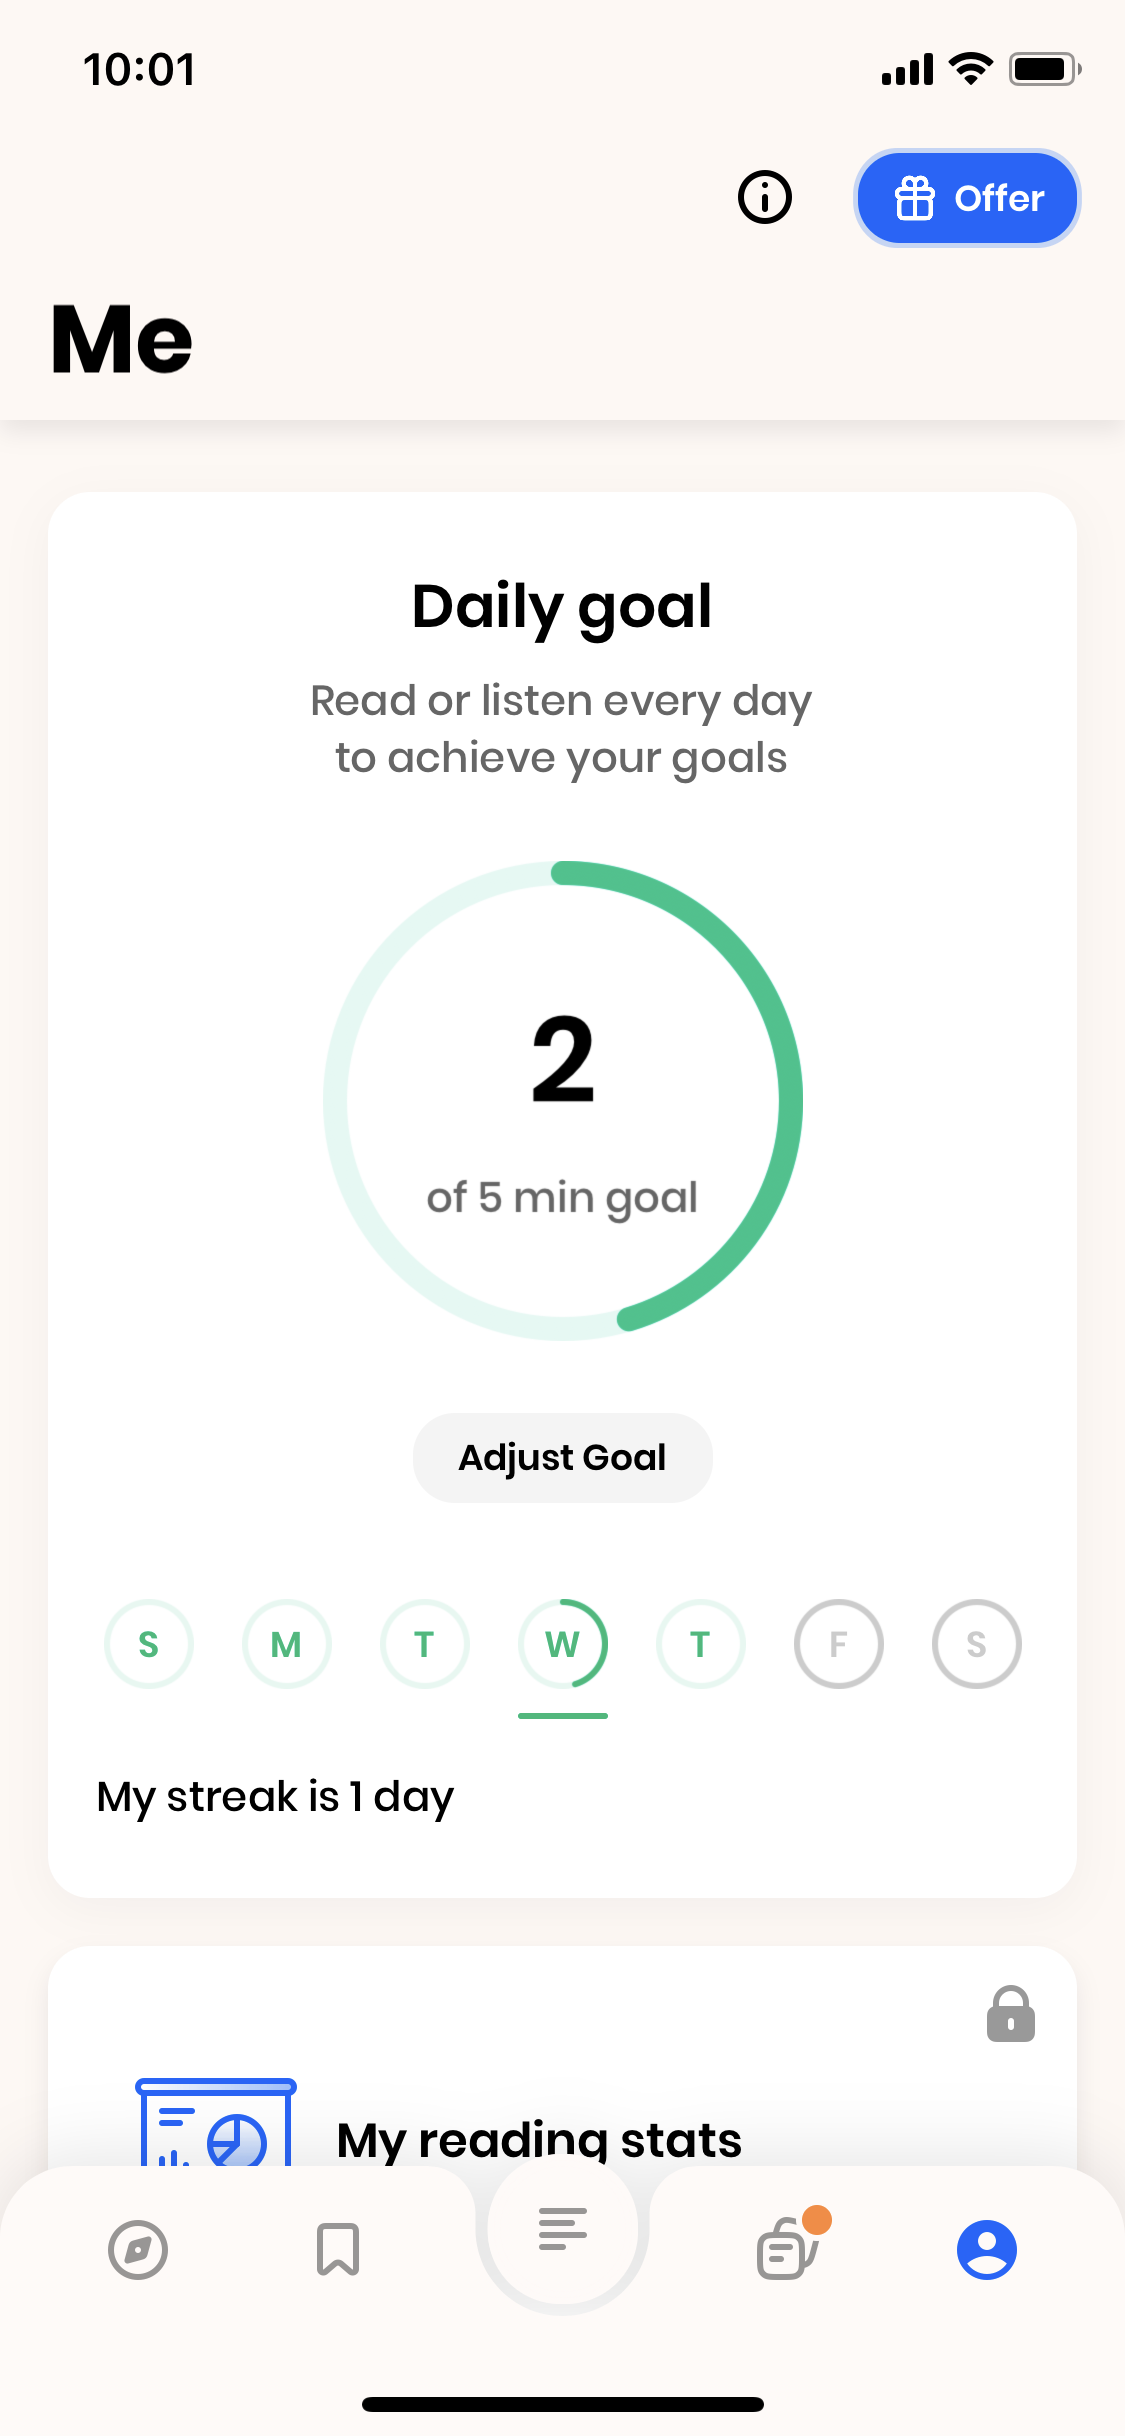 10:01
Offer
Me
Daily goal
Read or listen every day
to achieve your goals
2
of 5 min goal
Adjust Goal
S M T W T F S
My streak is 1 day
My reading stats